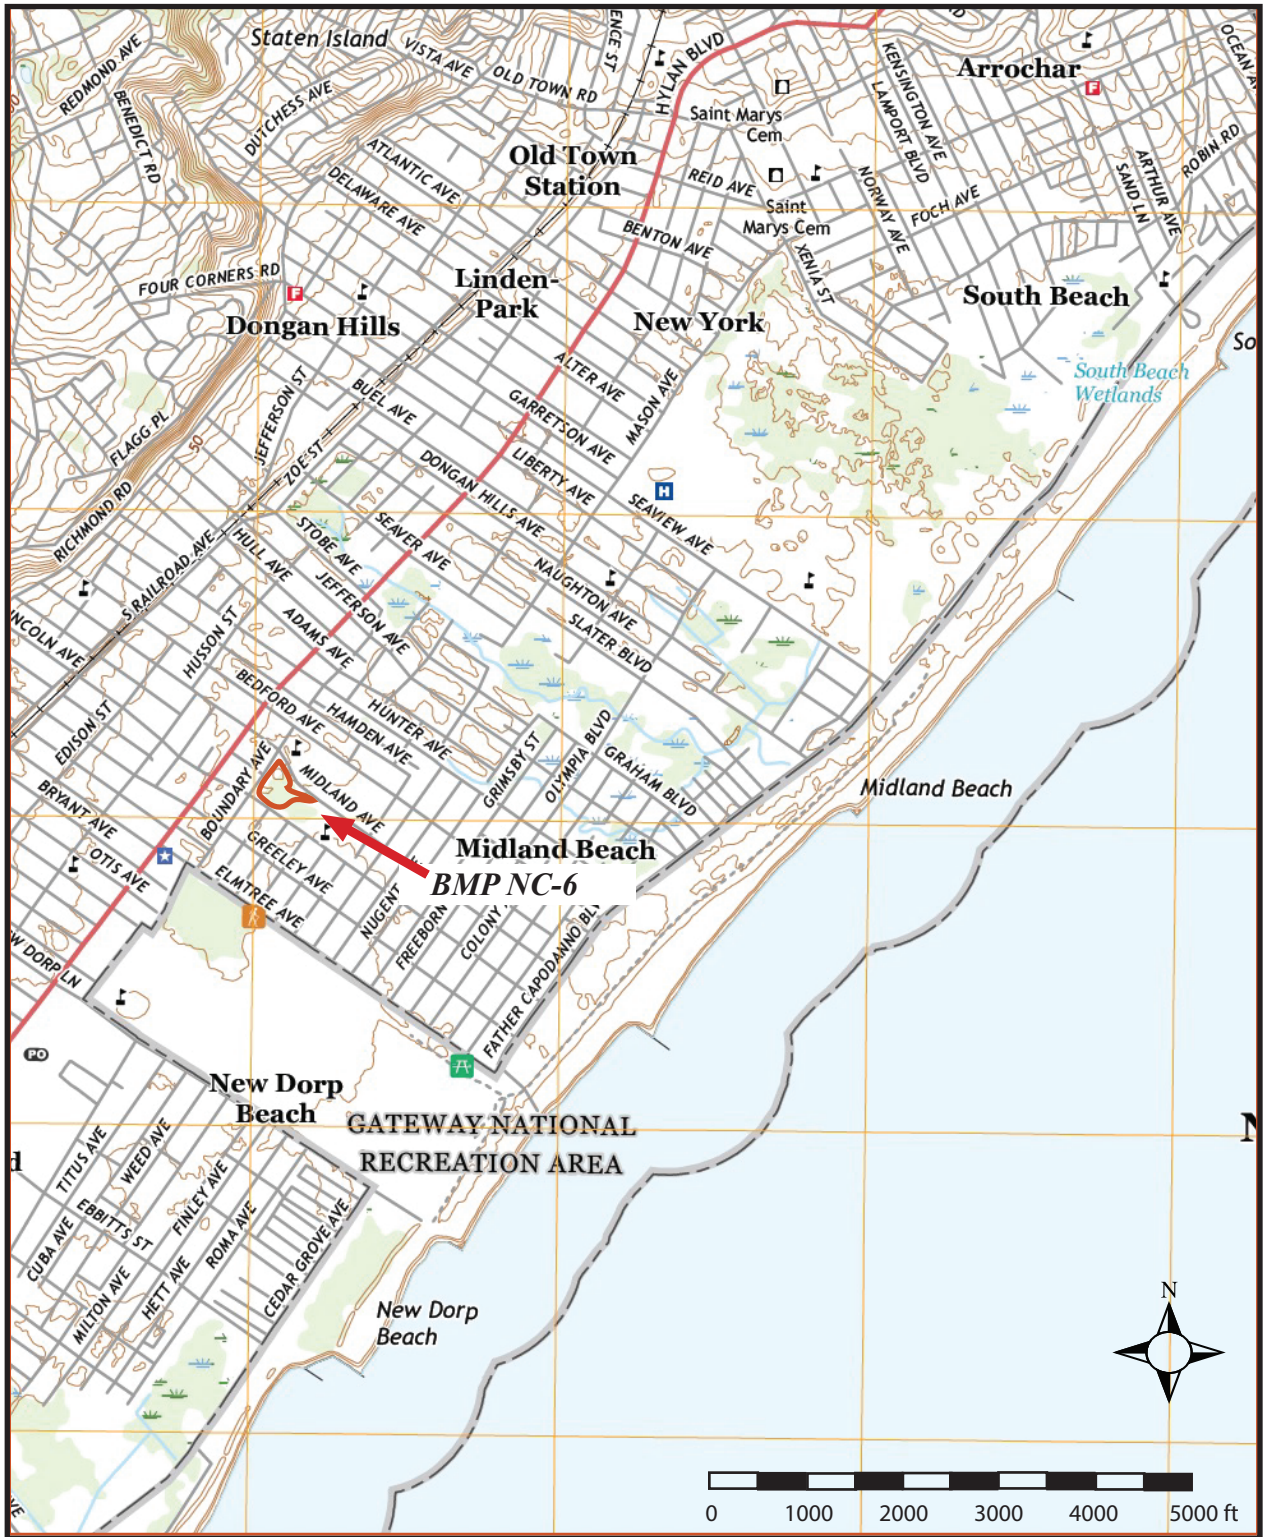 Staten Island
VISTA AVE
ENCE ST
HYLAN BLVD
REDMOND AVE
BENEDICT RD
DUTCHESS AVE
OLD TOWN RD
KENSINGTON AVE
LAMPORT BLVD
Arrochar
F
OCEAN A
Saint Marys
Cem
ATLANTIC AVE
DELAWARE AVE
Old Town
Station
REID AVE
Saint
Marys Cem
NORWAY AVE
FOCH AVE
SAND LN
ARTHUR AVE
ROBIN RD
BENTON AVE
XENIA ST
FOUR CORNERS RD
F
Linden-
Park
Dongan Hills
New York
South Beach
So
South Beach
Wetlands
ALTER AVE
MASON AVE
JEFFERSON ST
BUEL AVE
GARRETSON AVE
FLAGG PL
50
ZOE ST
DONGAN HILLS AVE
LIBERTY AVE
H
SEAVIEW AVE
RICHMOND RD
S RAILROAD AVE
HULL AVE
STOBE AVE
SEAVER AVE
JEFFERSON AVE
NAUGHTON AVE
SLATER BLVD
NCOLN AVE
HUSSON ST
ADAMS AVE
BEDFORD AVE
HAMDEN AVE
HUNTER AVE
EDISON ST
BOUNDARY AVE
MIDLAND AVE
GRIMSBY ST
OLYMPIA BLVD
GRAHAM BLVD
Midland Beach
BRYANT AVE
OTIS AVE
GREELEY AVE
ELMTREE AVE
Midland Beach
BMP NC-6
NUGENT
FREEBORN
COLONY
FATHER CAPODANNO BL
W DORP LN
PO
New Dorp
Beach
GATEWAY NATIONAL
RECREATION AREA
N
d
TITUS AVE
WEED AVE
EBBITTS ST
FINLEY AVE
ROMA AVE
CUBA AVE
MILTON AVE
HETT AVE
CEDAR GROVE AVE
New Dorp
Beach
N
VE
0 1000 2000 3000 4000 5000 ft